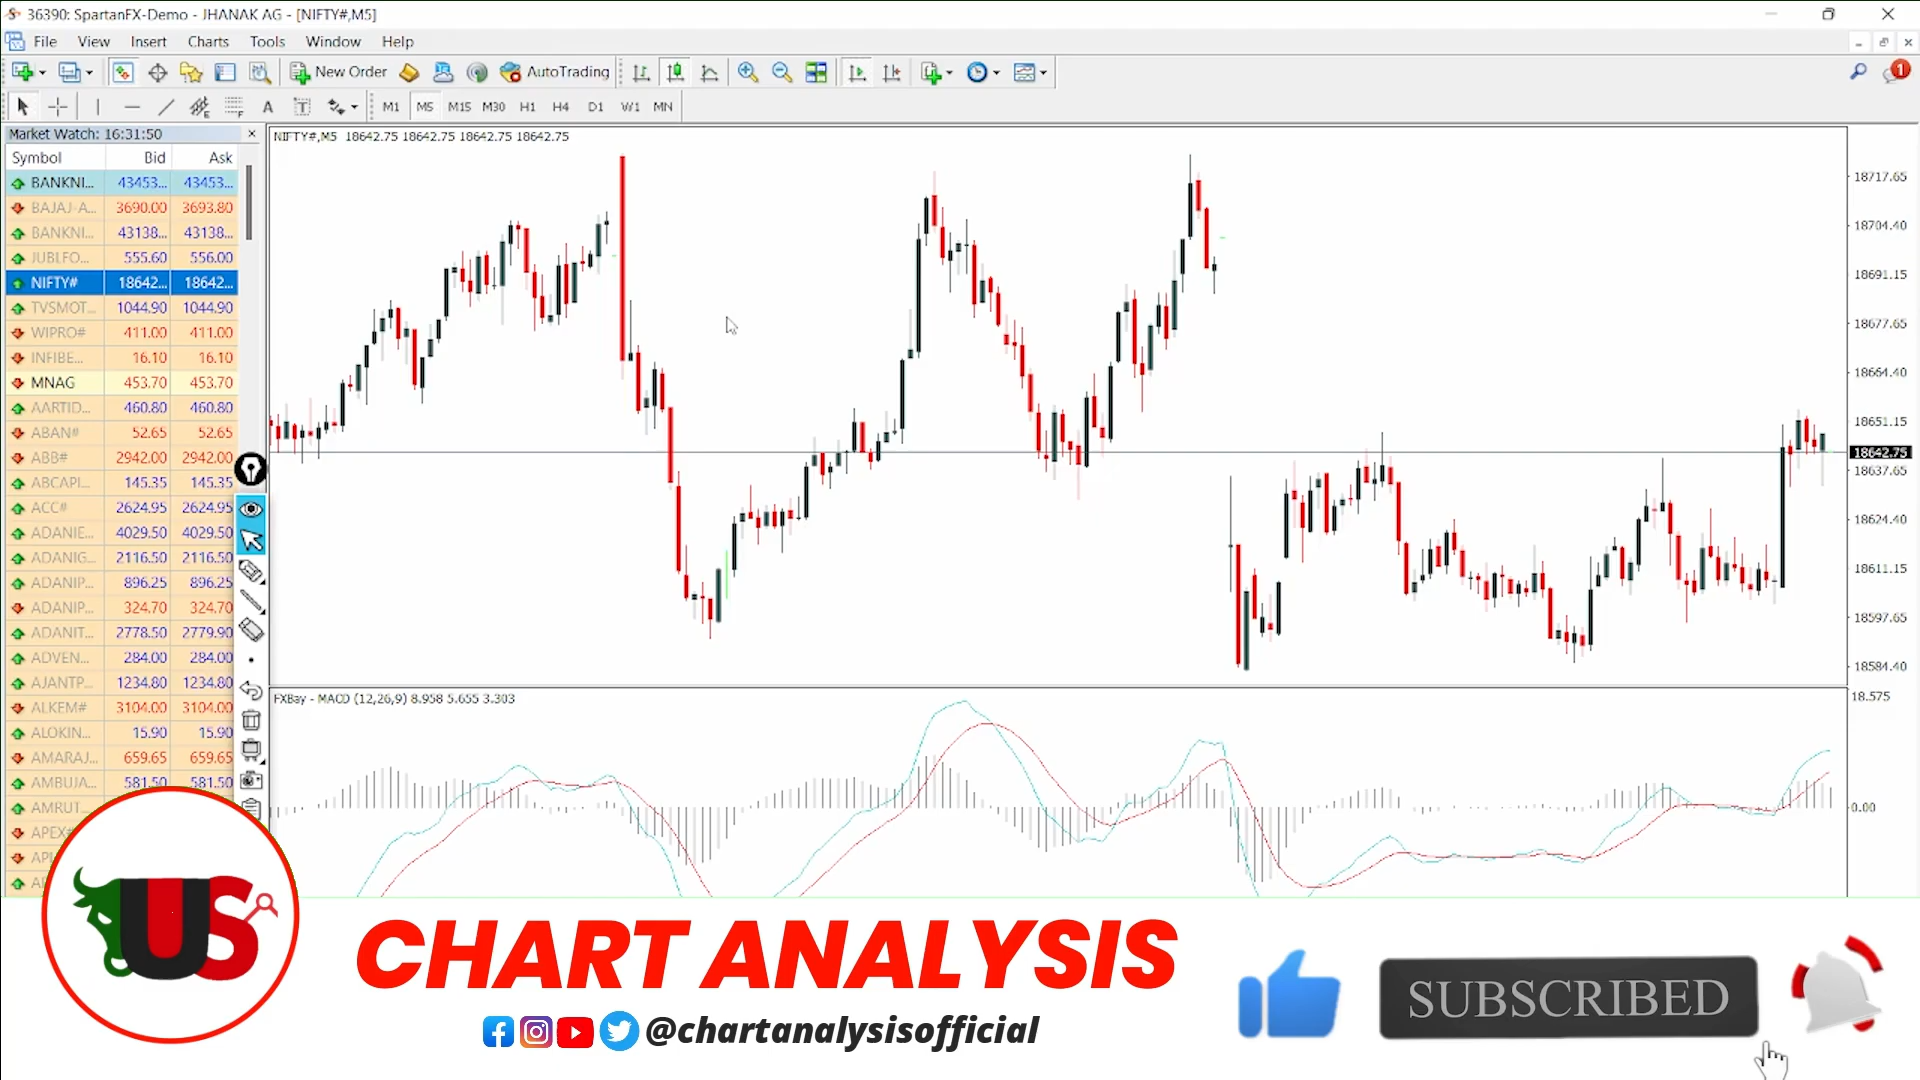 36390: SpartanFX-Demo - JHANAK AG - [NIFTY#,M5]
File View Insert Charts Tools Window Help
New Order AutoTrading 1
A T M1 M5 M15 M30 H1 H4 D1 W1 MN
Market Watch: 16:31:50
Symbol Bid Ask
BANKNI... 43453... 43453...
BAJAJ-A... 3690.00 3693.80
BANKNI... 43138... 43138...
JUBLFO... 555.60 556.00
NIFTY# 18642... 18642...
TVSMOT... 1044.90 1044.90
WIPRO# 411.00 411.00
INFIBE... 16.10 16.10
MNAG 453.70 453.70
AARTID... 460.80 460.80
ABAN# 52.65 52.65
ABB# 2942.00 2942.00
ABCAPI... 145.35 145.35
ACC# 2624.95 2624.95
ADANIE... 4029.50 4029.50
ADANIG... 2116.50 2116.50
ADANIP... 896.25 896.25
ADANIP... 324.70 324.70
ADANIT... 2778.50 2779.90
ADVEN... 284.00 284.00
AJANTP... 1234.80 1234.80
ALKEM# 3104.00 3104.00
ALOKIN... 15.90 15.90
AMARAJ... 659.65 659.65
AMBUJA... 581.50 581.50
AMRUT...
APEX#
NIFTY#,M5 18642.75 18642.75 18642.75 18642.75
18717.65
18704.40
18691.15
18677.65
18664.40
18651.15
18642.75
18637.65
18624.40
18611.15
18597.65
18584.40
FXBay - MACD (12,26,9) 8.958 5.655 3.303
18.575
0.00
US
CHART ANALYSIS
@chartanalysisofficial
SUBSCRIBED